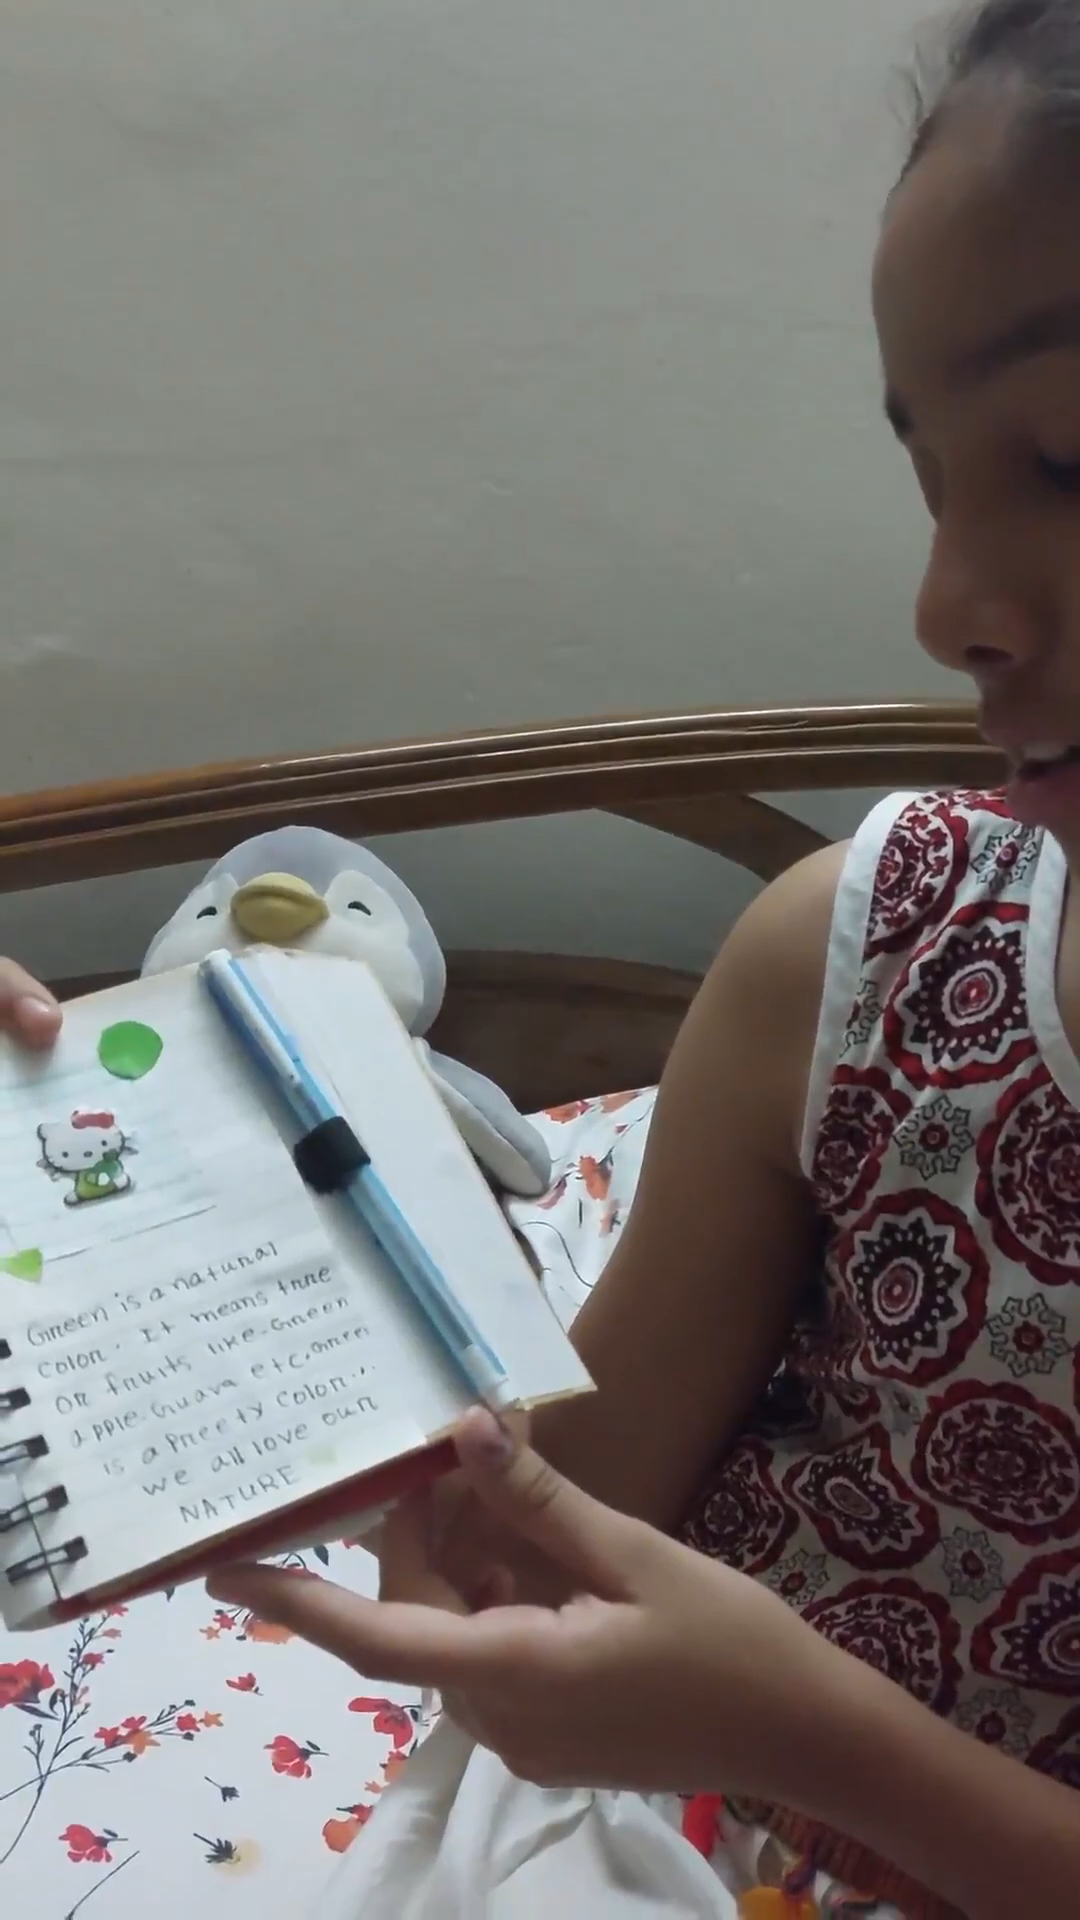 Green is a natural
color. It means tree
or fruits like-Green
apple-Guava etc.Green
is a Preety color...
we all love our
NATURE